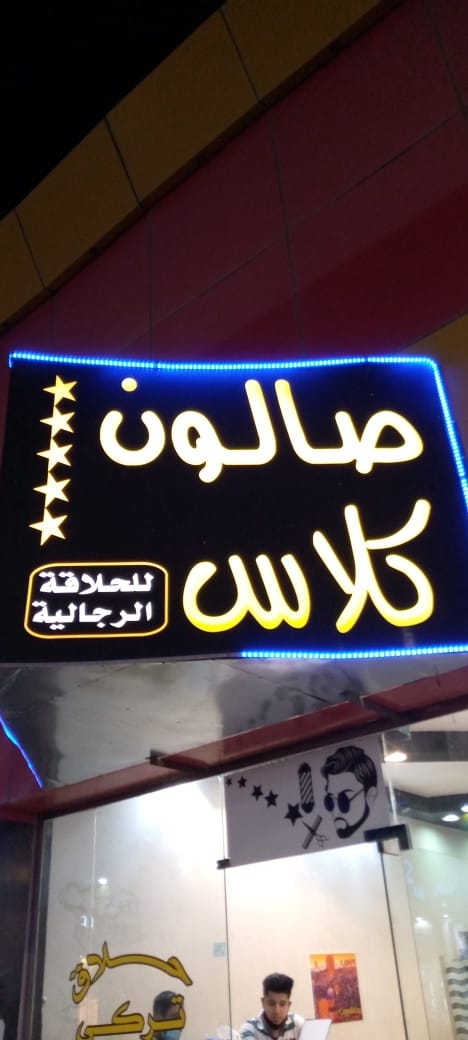 صالون
كلاس
للحلاقة
الرجالية
حلاق
تركي